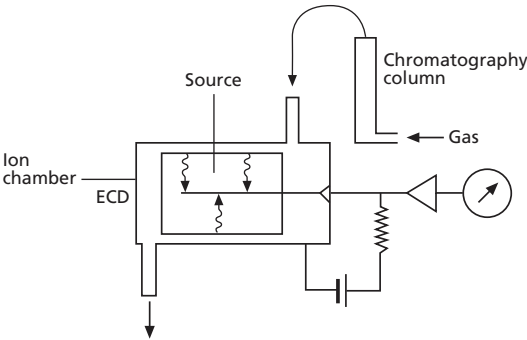 Chromatography
column
Source
Gas
Ion
chamber
ECD